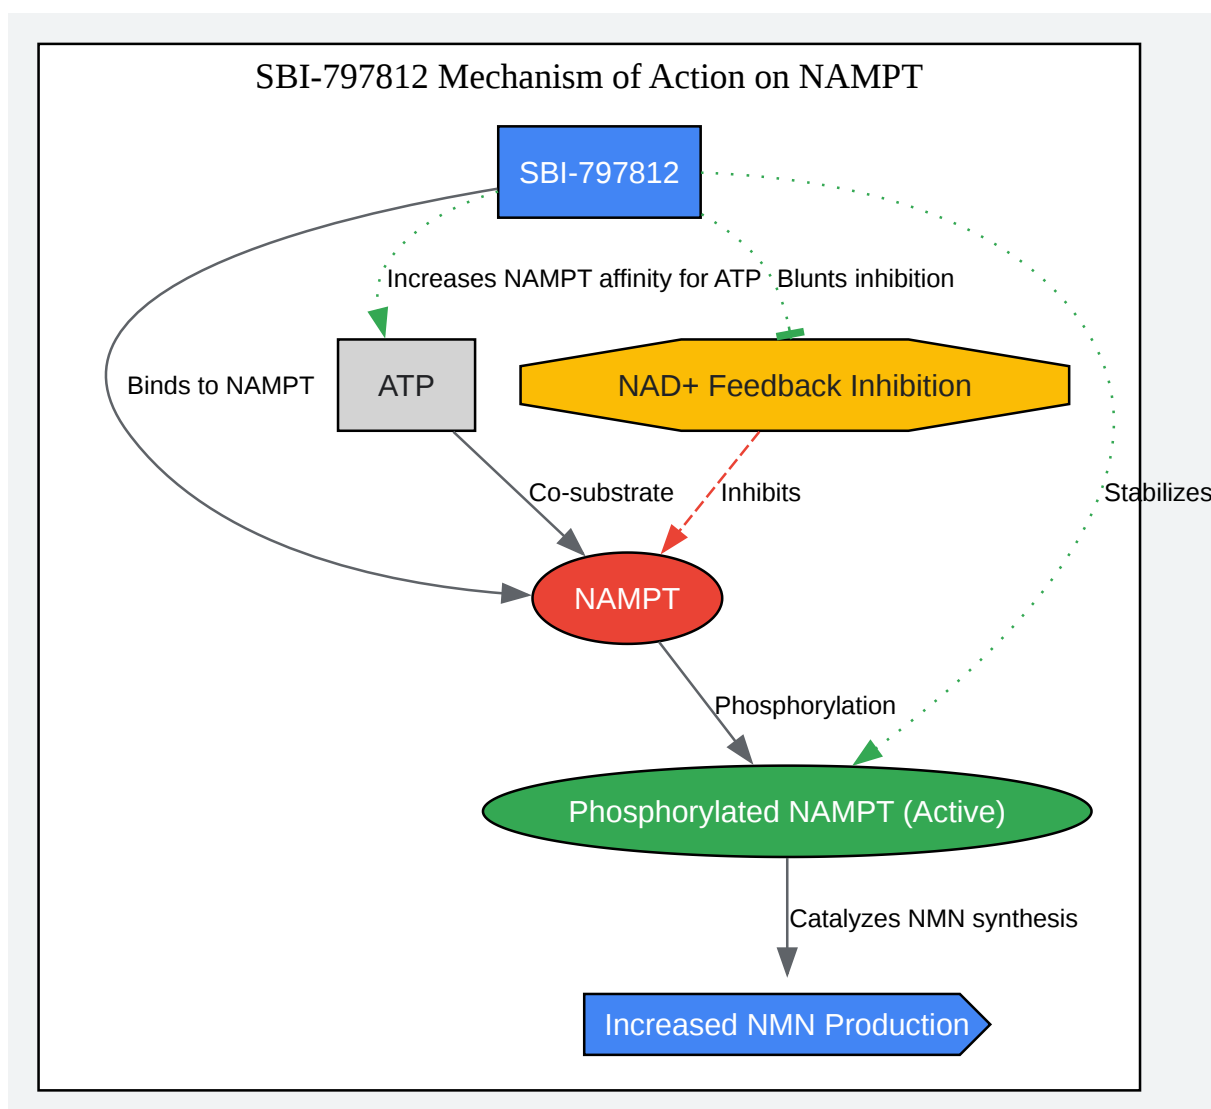 SBI-797812 Mechanism of Action on NAMPT
SBI-797812
Increases NAMPT affinity for ATP
Blunts inhibition
Binds to NAMPT
ATP
NAD+ Feedback Inhibition
Co-substrate
Inhibits
Stabilizes
NAMPT
Phosphorylation
Phosphorylated NAMPT (Active)
Catalyzes NMN synthesis
Increased NMN Production